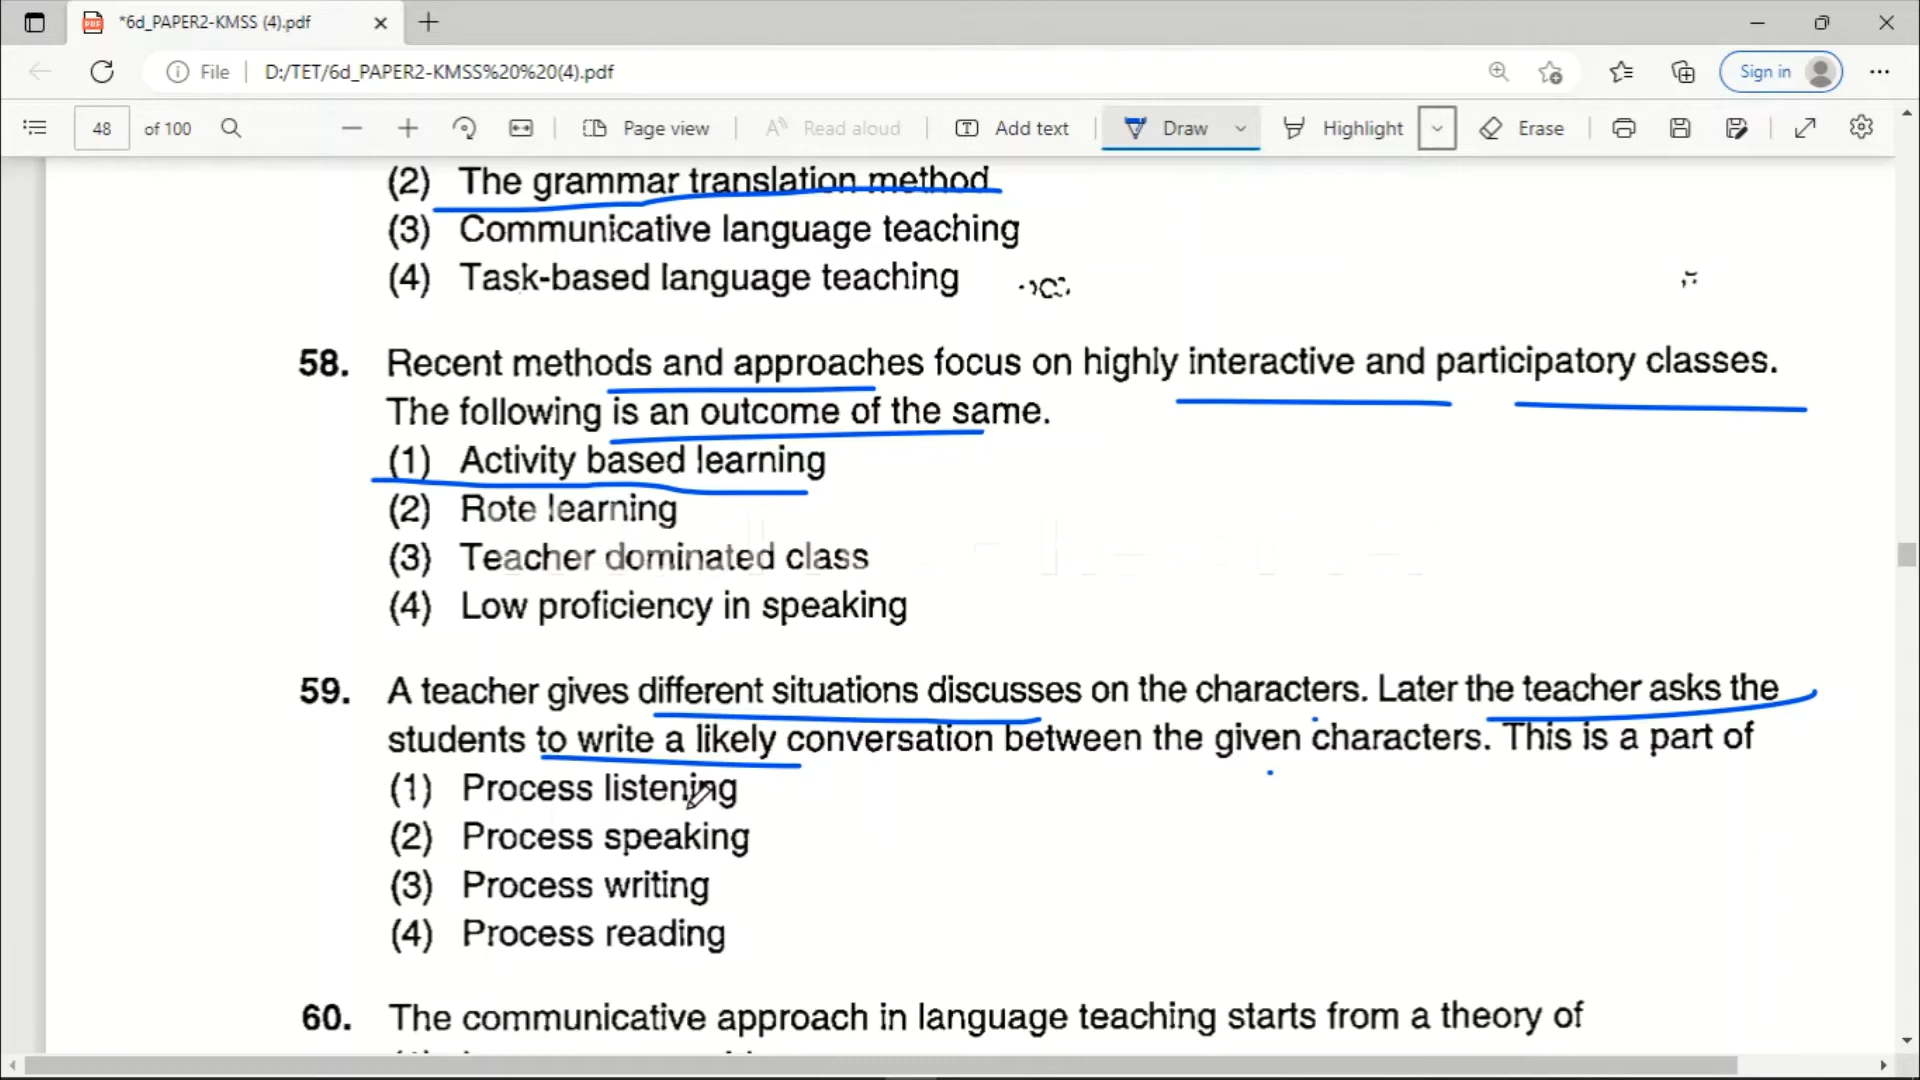 *6d_PAPER2-KMSS (4).pdf
File
D:/TET/6d_PAPER2-KMSS%20%20(4).pdf
Sign in
48 of 100
Page view
Read aloud
Add text
Draw
Highlight
Erase
(2) The grammar translation method
(3) Communicative language teaching
(4) Task-based language teaching
58. Recent methods and approaches focus on highly interactive and participatory classes.
The following is an outcome of the same.
(1) Activity based learning
(2) Rote learning
(3) Teacher dominated class
(4) Low proficiency in speaking
59. A teacher gives different situations discusses on the characters. Later the teacher asks the
students to write a likely conversation between the given characters. This is a part of
(1) Process listening
(2) Process speaking
(3) Process writing
(4) Process reading
60. The communicative approach in language teaching starts from a theory of